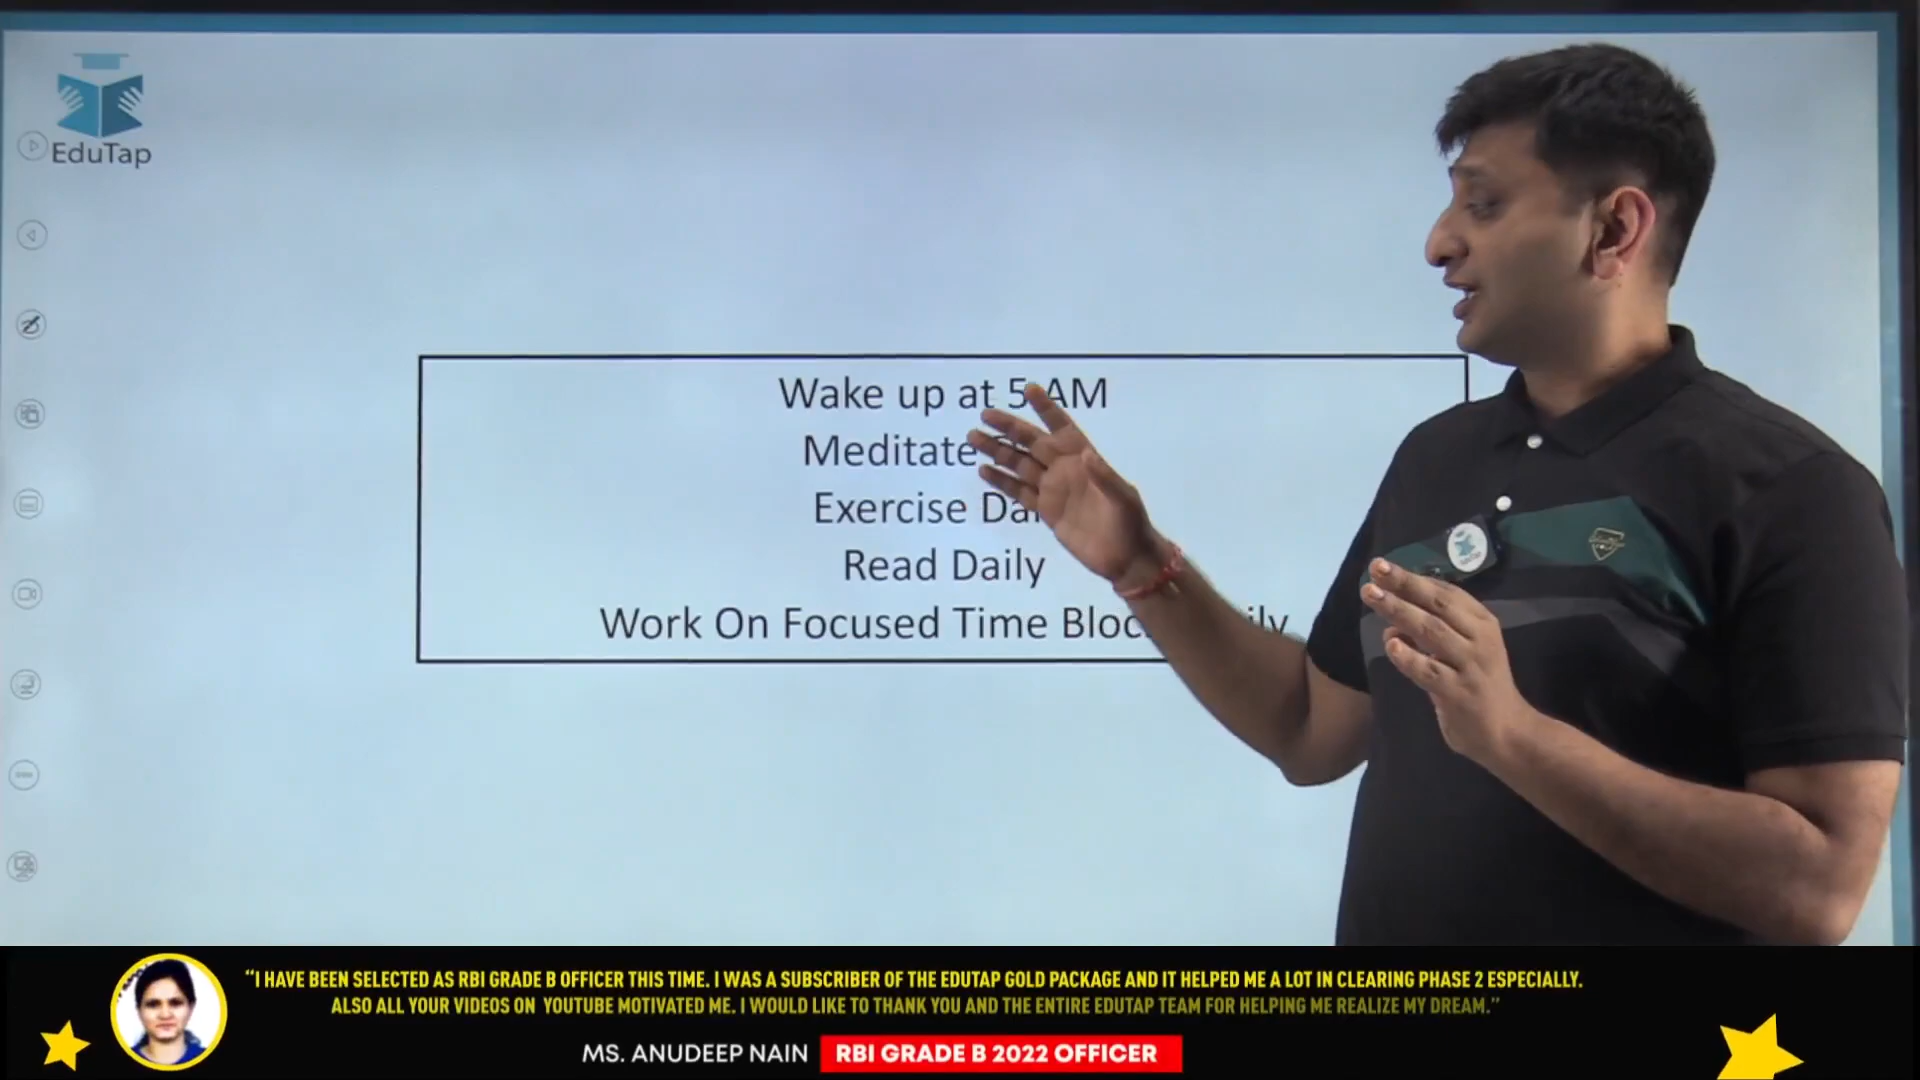 EduTap
Wake up at 5 AM
Meditate
Exercise Dai
Read Daily
Work On Focused Time Bloc ily
“I HAVE BEEN SELECTED AS RBI GRADE B OFFICER THIS TIME. I WAS A SUBSCRIBER OF THE EDUTAP GOLD PACKAGE AND IT HELPED ME A LOT IN CLEARING PHASE 2 ESPECIALLY.
ALSO ALL YOUR VIDEOS ON YOUTUBE MOTIVATED ME. I WOULD LIKE TO THANK YOU AND THE ENTIRE EDUTAP TEAM FOR HELPING ME REALIZE MY DREAM.”
MS. ANUDEEP NAIN RBI GRADE B 2022 OFFICER